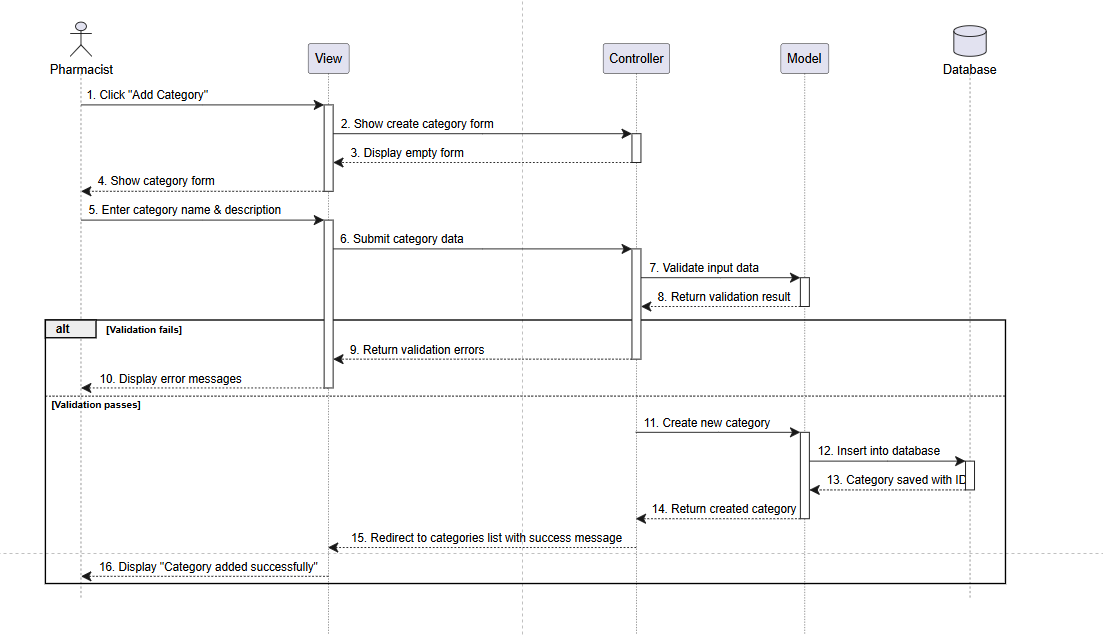 Pharmacist
View
Controller
Model
Database
1. Click "Add Category"
2. Show create category form
3. Display empty form
4. Show category form
5. Enter category name & description
6. Submit category data
7. Validate input data
8. Return validation result
alt
[Validation fails]
9. Return validation errors
10. Display error messages
[Validation passes]
11. Create new category
12. Insert into database
13. Category saved with ID
14. Return created category
15. Redirect to categories list with success message
16. Display "Category added successfully"